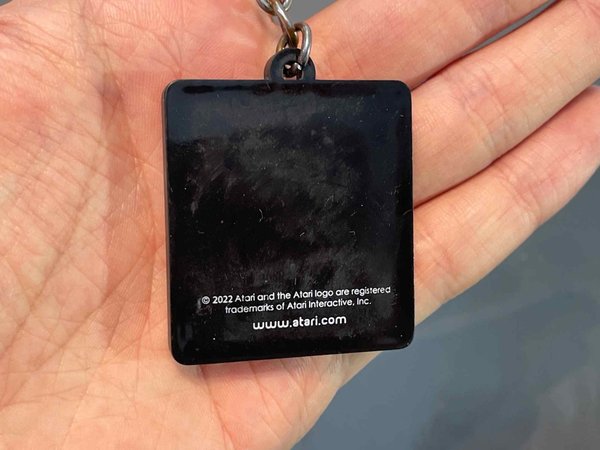 © 2022 Atari and the Atari logo are registered
trademarks of Atari Interactive, Inc.
www.atari.com